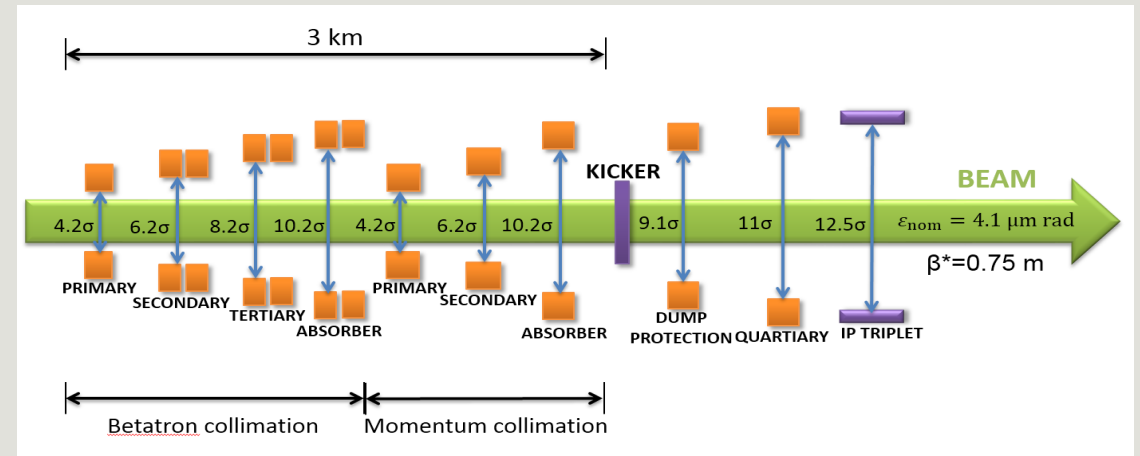 3 km
KICKER
BEAM
4.2σ 6.2σ 8.2σ 10.2σ 4.2σ 6.2σ 10.2σ 9.1σ 11σ 12.5σ εnom = 4.1 μm rad
β*=0.75 m
PRIMARY
SECONDARY
TERTIARY
ABSORBER
PRIMARY
SECONDARY
ABSORBER
DUMP
PROTECTION
QUARTIARY
IP TRIPLET
Betatron collimation
Momentum collimation